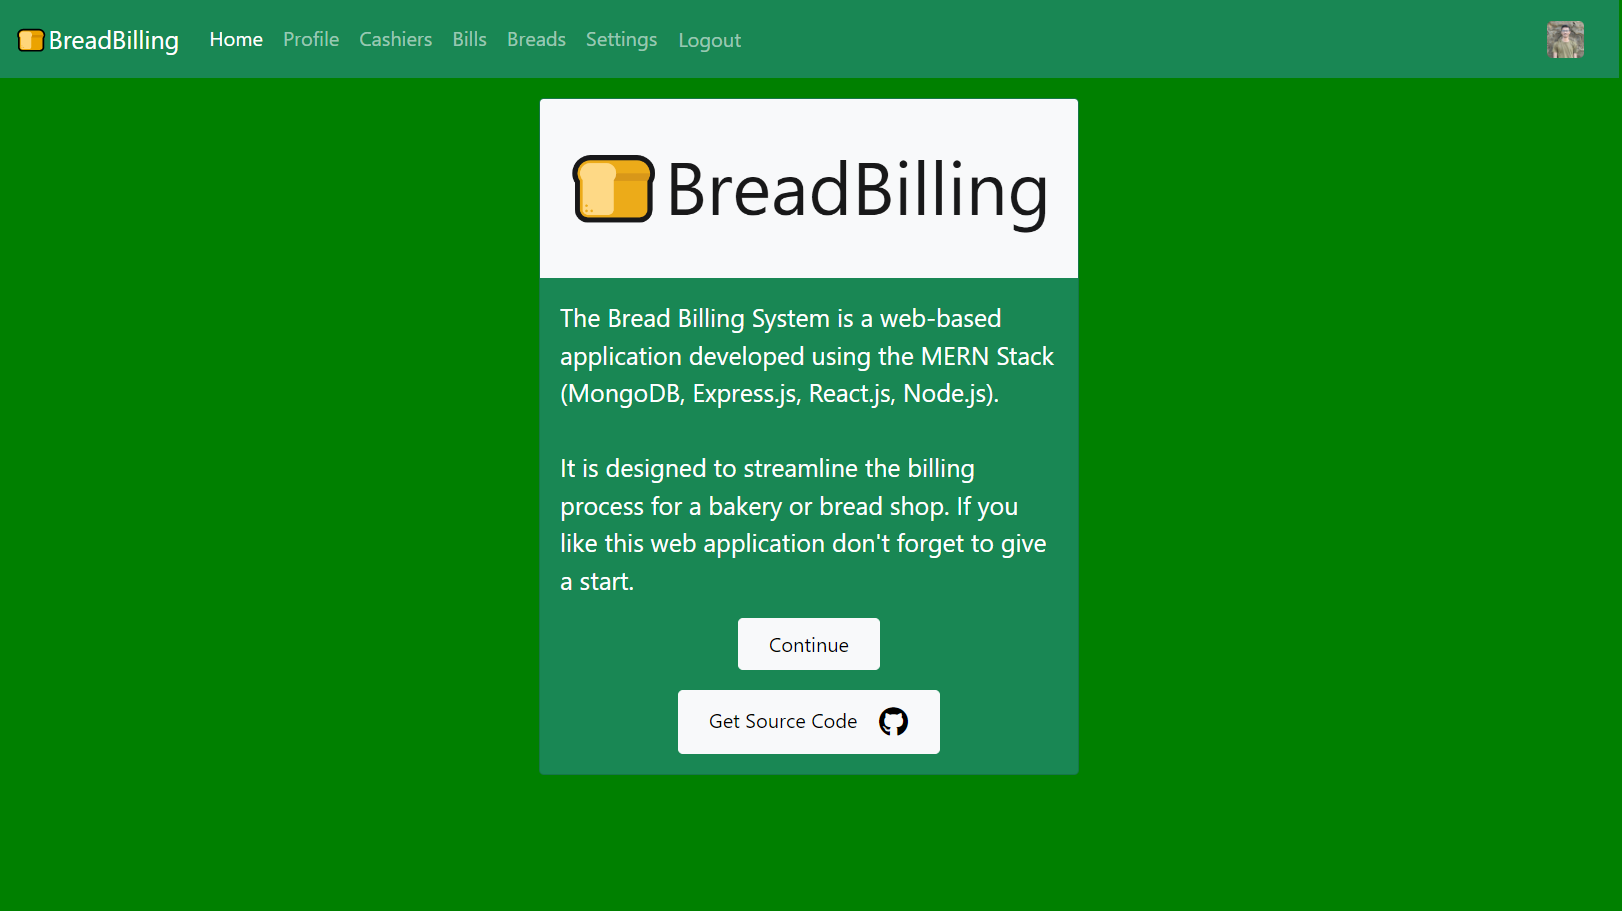 BreadBilling Home Profile Cashiers Bills Breads Settings Logout
BreadBilling
The Bread Billing System is a web-based
application developed using the MERN Stack
(MongoDB, Express.js, React.js, Node.js).
It is designed to streamline the billing
process for a bakery or bread shop. If you
like this web application don't forget to give
a start.
Continue
Get Source Code